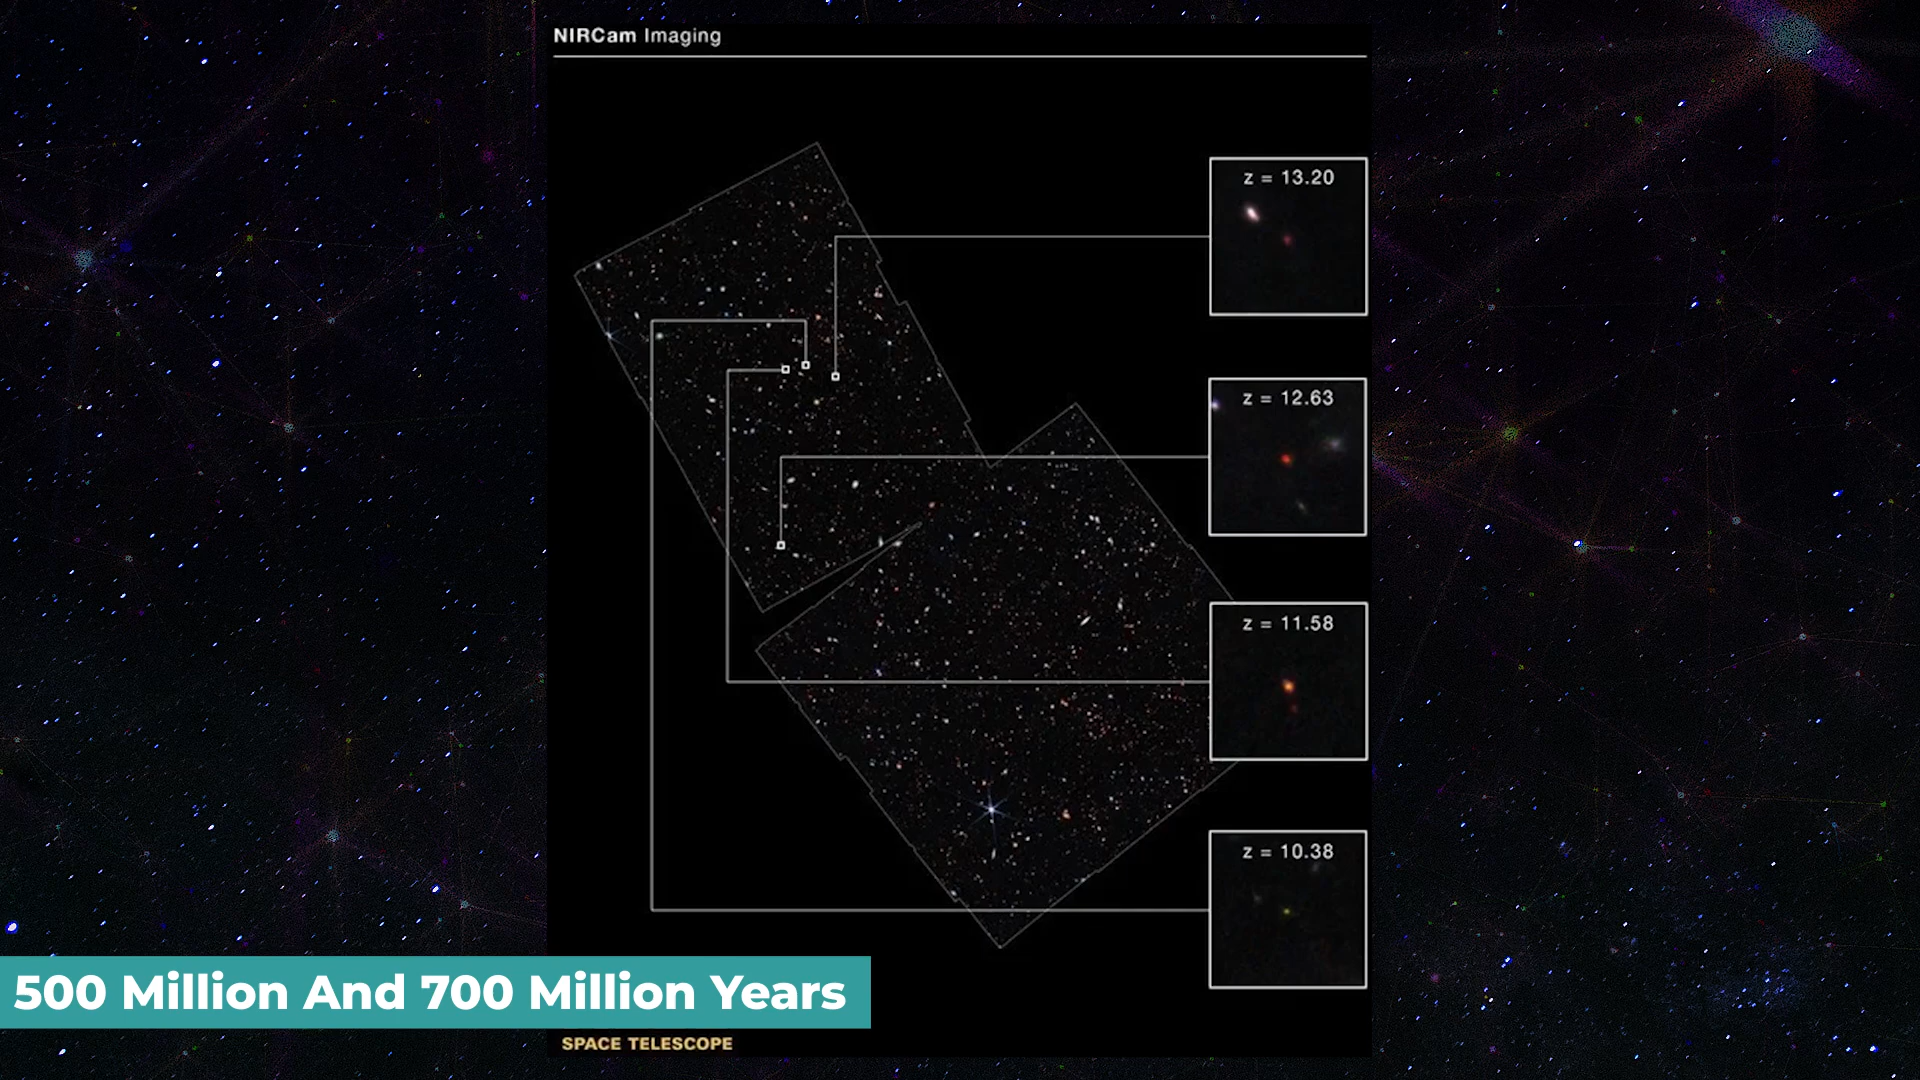 NIRCam Imaging
z = 13.20
z = 12.63
z = 11.58
z = 10.38
500 Million And 700 Million Years
SPACE TELESCOPE